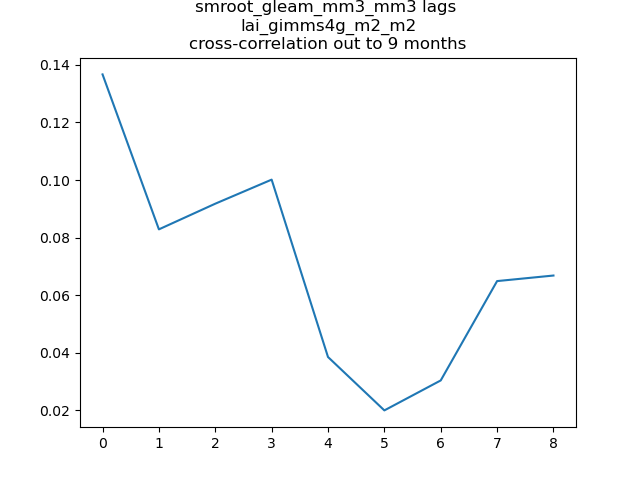 smroot_gleam_mm3_mm3 lags
lai_gimms4g_m2_m2
cross-correlation out to 9 months
0.14
0.12
0.10
0.08
0.06
0.04
0.02
0 1 2 3 4 5 6 7 8